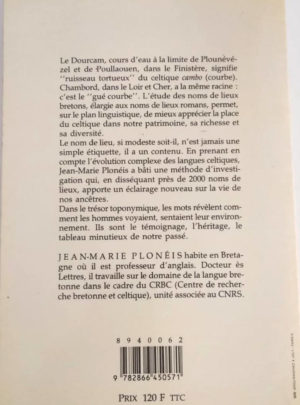 Le Dourcam, cours d'eau à la limite de Plounévé-
zel et de Poullaouen, dans le Finistère, signifie
"ruisseau tortueux" du celtique cambo (courbe).
Chambord, dans le Loir et Cher, a la même racine :
c'est le "gué courbe". L'étude des noms de lieux
bretons, élargie aux noms de lieux romans, permet,
sur le plan linguistique, de mieux apprécier la place
du celtique dans notre patrimoine, sa richesse et
sa diversité.
Le nom de lieu, si modeste soit-il, n'est jamais une
simple étiquette, il a un contenu. En prenant en
compte l'évolution complexe des langues celtiques,
Jean-Marie Plonéis a bâti une méthode d'investi-
gation qui, en disséquant près de 2000 noms de
lieux, apporte un éclairage nouveau sur la vie de
nos ancêtres.
Dans le trésor toponymique, les mots révèlent com-
ment les hommes voyaient, sentaient leur environ-
nement. Ils sont le témoignage, l'héritage, le
tableau minutieux de notre passé.
JEAN-MARIE PLONÉIS habite en Breta-
gne où il est professeur d'anglais. Docteur ès
Lettres, il travaille sur le domaine de la langue bre-
tonne dans le cadre du CRBC (Centre de recher-
che bretonne et celtique), unité associée au CNRS.
8940062
9 782866 450571
PRIX 120 F TTC